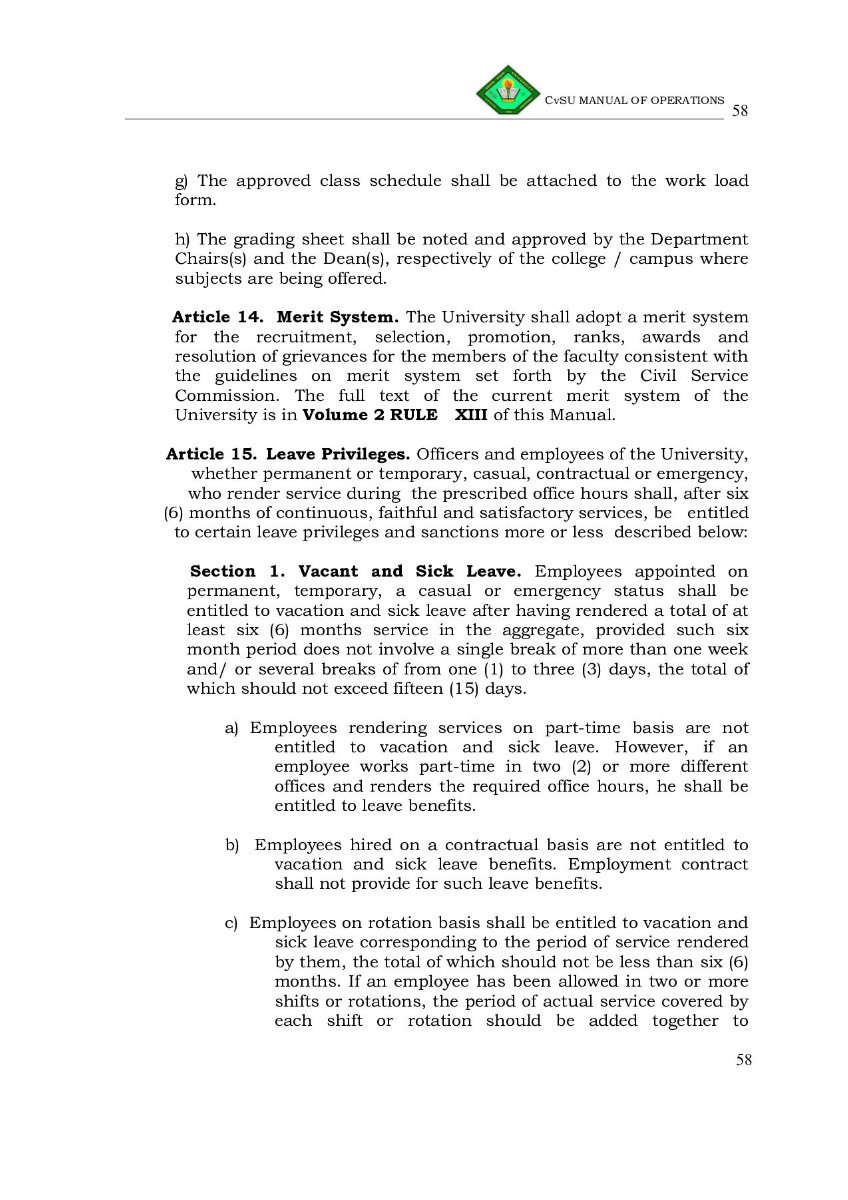 CvSU MANUAL OF OPERATIONS
58
g) The approved class schedule shall be attached to the work load
form.
h) The grading sheet shall be noted and approved by the Department
Chairs(s) and the Dean(s), respectively of the college / campus where
subjects are being offered.
Article 14. Merit System. The University shall adopt a merit system
for the recruitment, selection, promotion, ranks, awards and
resolution of grievances for the members of the faculty consistent with
the guidelines on merit system set forth by the Civil Service
Commission. The full text of the current merit system of the
University is in Volume 2 RULE XIII of this Manual.
Article 15. Leave Privileges. Officers and employees of the University,
whether permanent or temporary, casual, contractual or emergency,
who render service during the prescribed office hours shall, after six
(6) months of continuous, faithful and satisfactory services, be entitled
to certain leave privileges and sanctions more or less described below:
Section 1. Vacant and Sick Leave. Employees appointed on
permanent, temporary, a casual or emergency status shall be
entitled to vacation and sick leave after having rendered a total of at
least six (6) months service in the aggregate, provided such six
month period does not involve a single break of more than one week
and/ or several breaks of from one (1) to three (3) days, the total of
which should not exceed fifteen (15) days.
a) Employees rendering services on part-time basis are not
entitled to vacation and sick leave. However, if an
employee works part-time in two (2) or more different
offices and renders the required office hours, he shall be
entitled to leave benefits.
b) Employees hired on a contractual basis are not entitled to
vacation and sick leave benefits. Employment contract
shall not provide for such leave benefits.
c) Employees on rotation basis shall be entitled to vacation and
sick leave corresponding to the period of service rendered
by them, the total of which should not be less than six (6)
months. If an employee has been allowed in two or more
shifts or rotations, the period of actual service covered by
each shift or rotation should be added together to
58